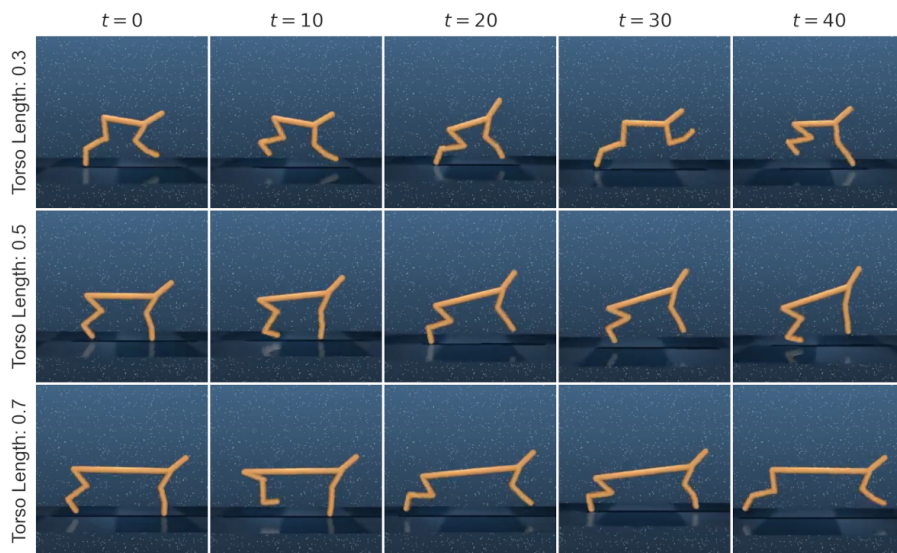 t = 0
t = 10
t = 20
t = 30
t = 40
Torso Length: 0.3
Torso Length: 0.5
Torso Length: 0.7